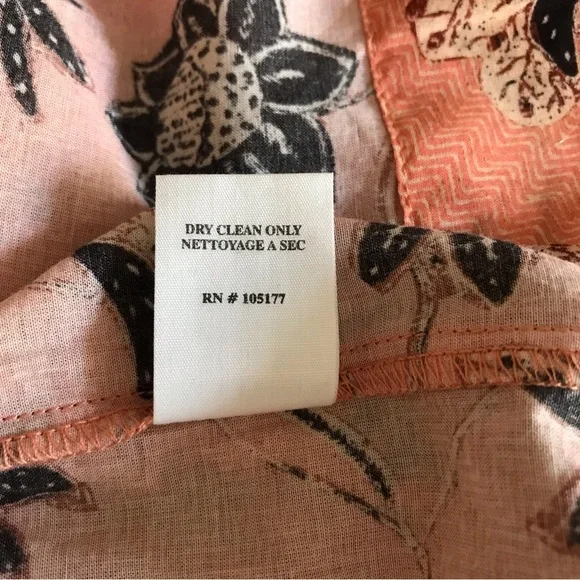 DRY CLEAN ONLY
NETTOYAGE A SEC
RN # 105177